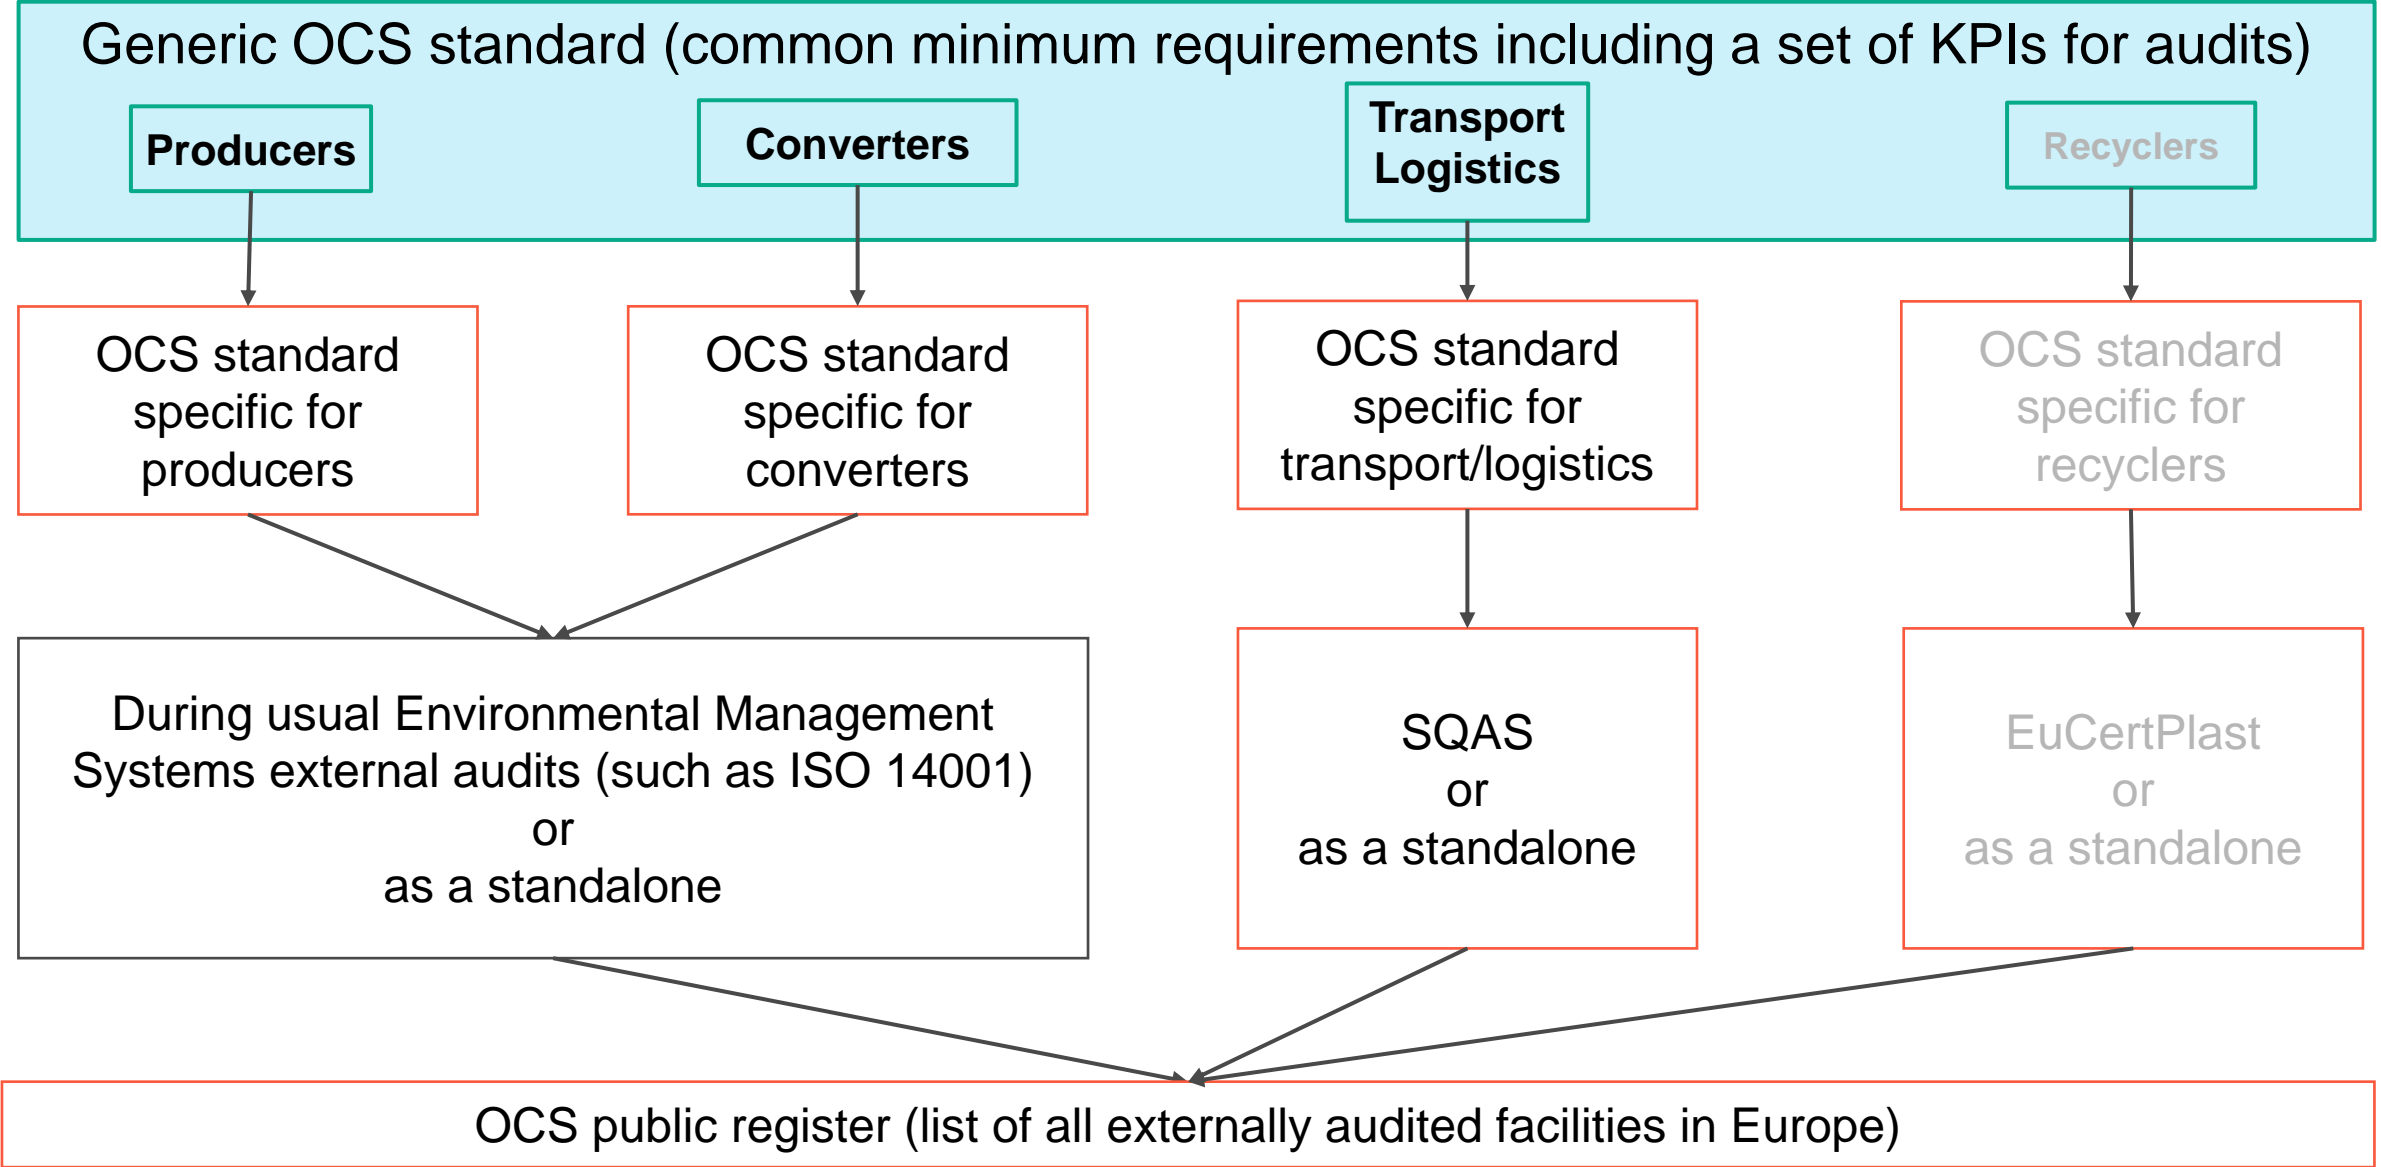 Generic OCS standard (common minimum requirements including a set of KPIs for audits)
Producers
Converters
Transport
Logistics
Recyclers
OCS standard
specific for
producers
OCS standard
specific for
converters
OCS standard
specific for
transport/logistics
OCS standard
specific for
recyclers
During usual Environmental Management
Systems external audits (such as ISO 14001)
or
as a standalone
SQAS
or
as a standalone
EuCertPlast
or
as a standalone
OCS public register (list of all externally audited facilities in Europe)